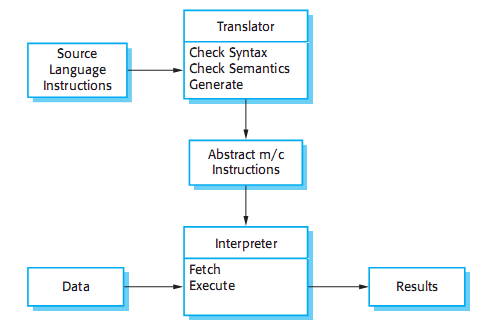 Translator
Source
Language
Instructions
Check Syntax
Check Semantics
Generate
Abstract m/c
Instructions
Interpreter
Fetch
Execute
Data
Results